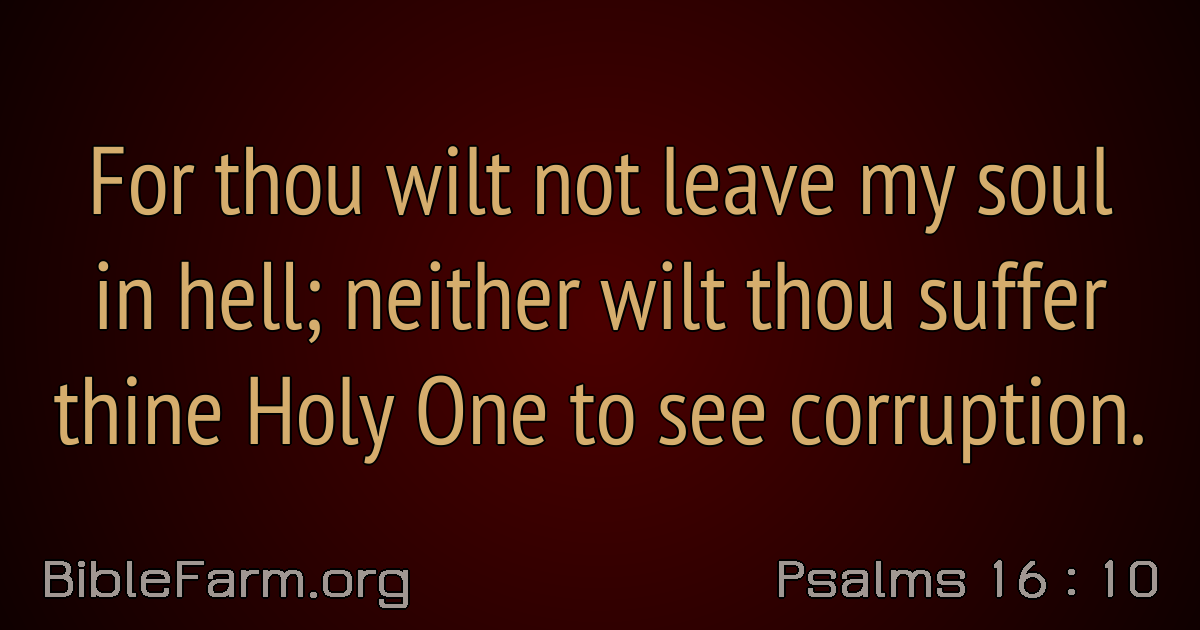 For thou wilt not leave my soul
in hell; neither wilt thou suffer
thine Holy One to see corruption.
BibleFarm.org
Psalms 16 : 10